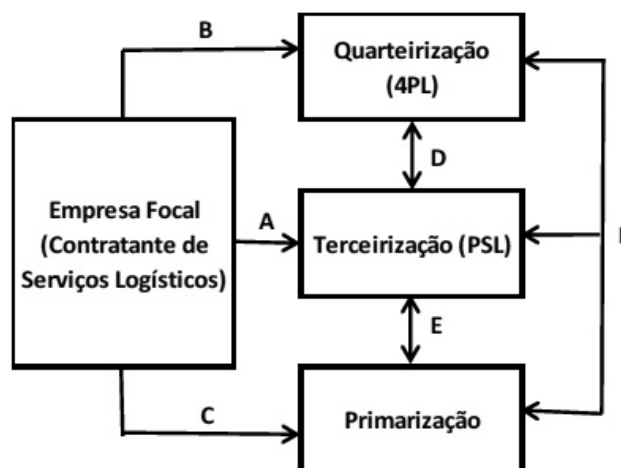 B
Quarteirização
(4PL)
D
Empresa Focal
(Contratante de
Serviços Logísticos)
A
Terceirização (PSL)
E
C
Primarização